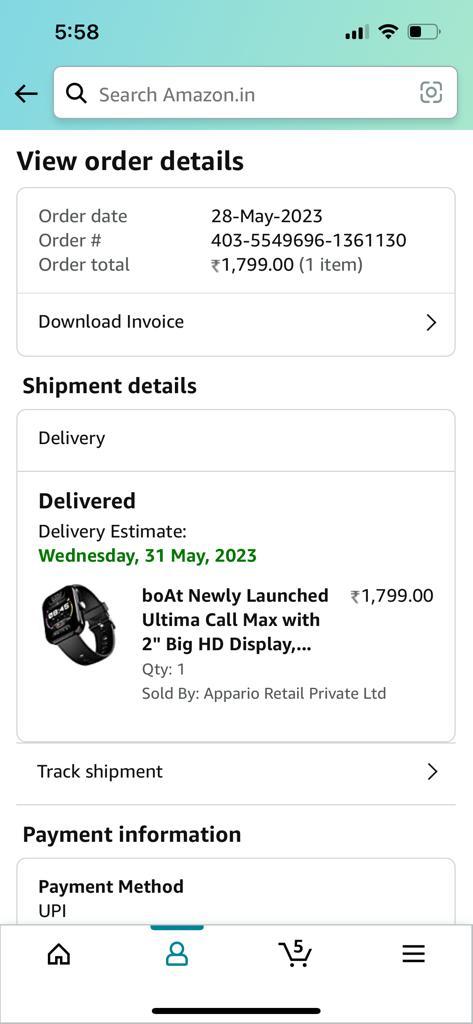 5:58
Search Amazon.in
View order details
Order date 28-May-2023
Order # 403-5549696-1361130
Order total ₹1,799.00 (1 item)
Download Invoice
Shipment details
Delivery
Delivered
Delivery Estimate:
Wednesday, 31 May, 2023
08:45
boAt Newly Launched ₹1,799.00
Ultima Call Max with
2" Big HD Display,...
Qty: 1
Sold By: Appario Retail Private Ltd
Track shipment
Payment information
Payment Method
UPI
5